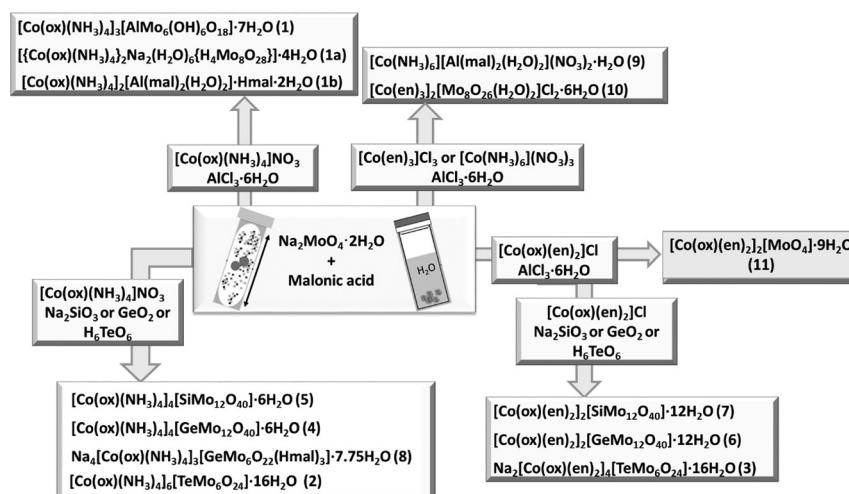 [Co(ox)(NH₃)₄]₃[AlMo₆(OH)₆O₁₈]·7H₂O (1)
[{Co(ox)(NH₃)₄}₂Na₂(H₂O)₆{H₄Mo₈O₂₈}]·4H₂O (1a)
[Co(ox)(NH₃)₄]₂[Al(mal)₂(H₂O)₂]·Hmal·2H₂O (1b)
[Co(NH₃)₆][Al(mal)₂(H₂O)₂](NO₃)₂·H₂O (9)
[Co(en)₃]₂[Mo₈O₂₆(H₂O)₂]Cl₂·6H₂O (10)
[Co(ox)(NH₃)₄]NO₃
AlCl₃·6H₂O
[Co(en)₃]Cl₃ or [Co(NH₃)₆](NO₃)₃
AlCl₃·6H₂O
Na₂MoO₄·2H₂O
+
Malonic acid
H₂O
[Co(ox)(en)₂]Cl
AlCl₃·6H₂O
[Co(ox)(en)₂]₂[MoO₄]·9H₂O
(11)
[Co(ox)(NH₃)₄]NO₃
Na₂SiO₃ or GeO₂ or
H₆TeO₆
[Co(ox)(en)₂]Cl
Na₂SiO₃ or GeO₂ or
H₆TeO₆
[Co(ox)(NH₃)₄]₄[SiMo₁₂O₄₀]·6H₂O (5)
[Co(ox)(NH₃)₄]₄[GeMo₁₂O₄₀]·6H₂O (4)
Na₄[Co(ox)(NH₃)₄]₃[GeMo₆O₂₂(Hmal)₃]·7.75H₂O (8)
[Co(ox)(NH₃)₄]₆[TeMo₆O₂₄]·16H₂O (2)
[Co(ox)(en)₂]₂[SiMo₁₂O₄₀]·12H₂O (7)
[Co(ox)(en)₂]₂[GeMo₁₂O₄₀]·12H₂O (6)
Na₂[Co(ox)(en)₂]₄[TeMo₆O₂₄]·16H₂O (3)